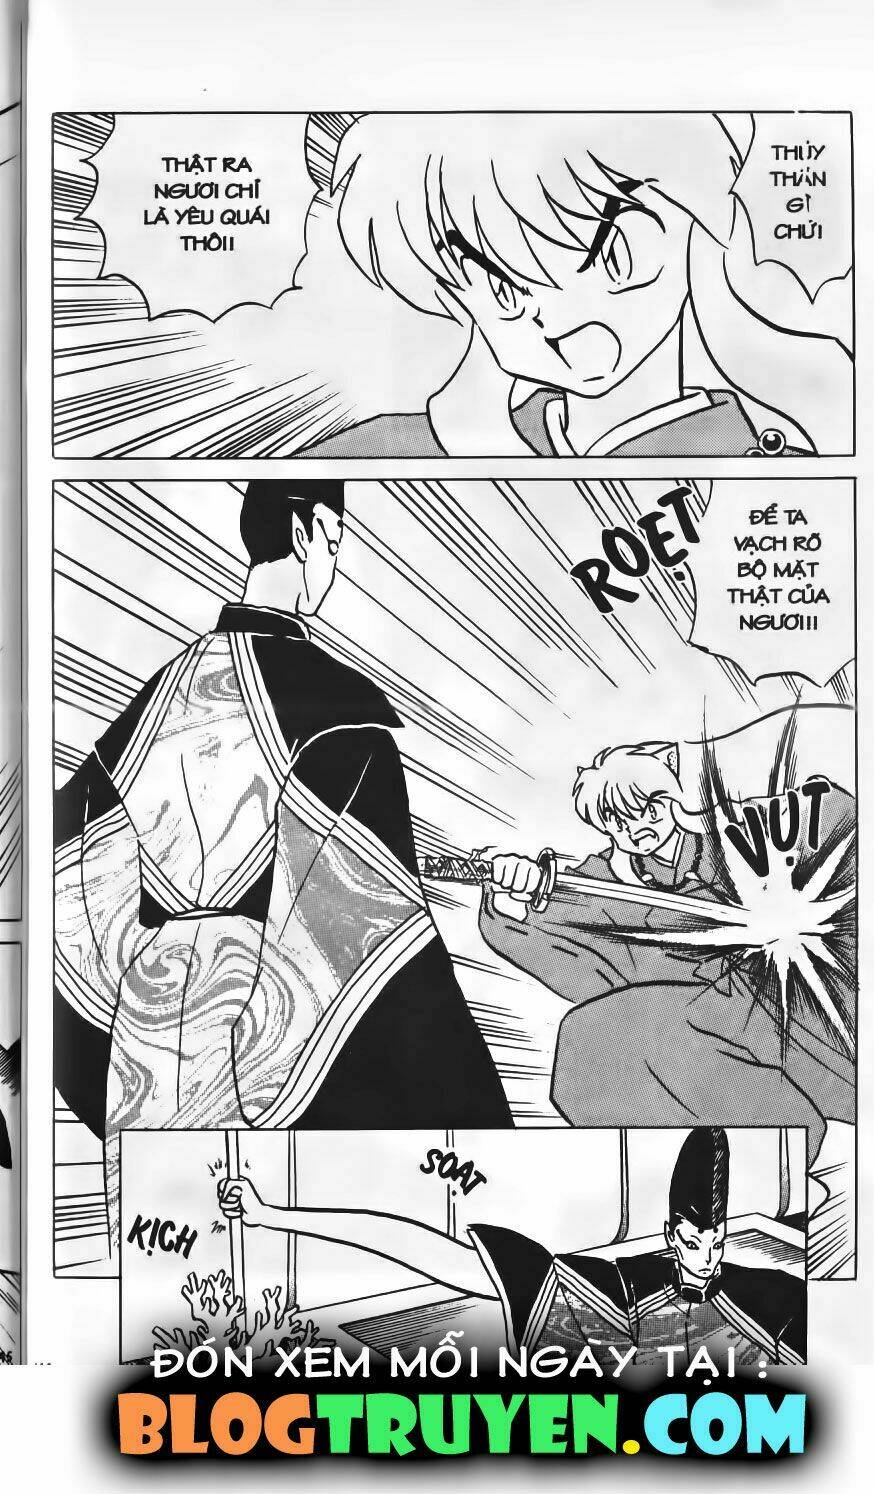 THỦY
THẦN
GÌ
CHỨ!
THẬT RA
NGƯƠI CHỈ
LÀ YÊU QUÁI
THÔI!
ROẸT
ĐỂ TA
VẠCH RÕ
BỘ MẶT
THẬT CỦA
NGƯƠI!!!
VỤT
SOẠT
KỊCH
ĐÓN XEM MỖI NGÀY TẠI :
BLOGTRUYEN.COM